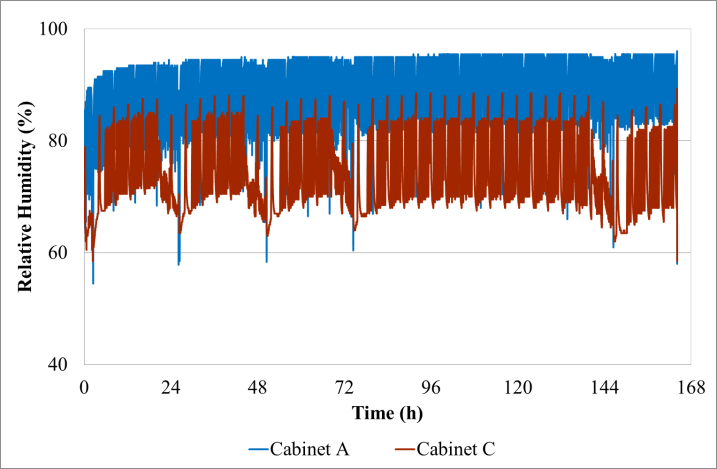 100
80
60
40
Relative Humidity (%)
0 24 48 72 96 120 144 168
Time (h)
Cabinet A Cabinet C